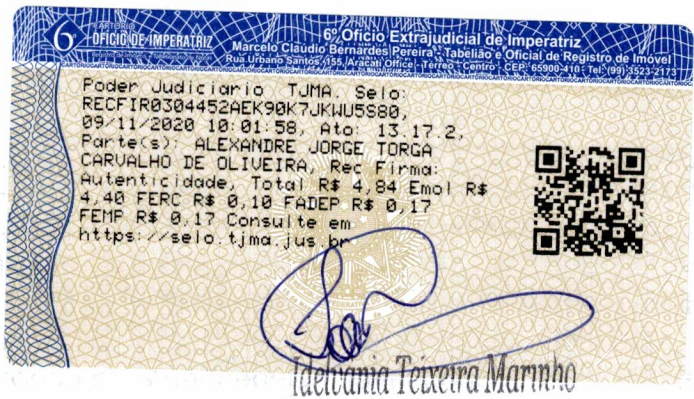 CARTÓRIO
6º OFÍCIO DE IMPERATRIZ
6º Ofício Extrajudicial de Imperatriz
Marcelo Cláudio Bernardes Pereira - Tabelião e Oficial de Registro de Imóvel
Rua Urbano Santos, 155, Aracati Office - Térreo - Centro - CEP: 65900-410 - Tel: (99) 3523-2173
Poder Judiciario TJMA. Selo:
RECFIR0304452AEK90K7JKWU5S80,
09/11/2020 10:01:58, Ato: 13.17.2,
Parte(s): ALEXANDRE JORGE TORGA
CARVALHO DE OLIVEIRA, Rec Firma:
Autenticidade, Total R$ 4,84 Emol R$
4,40 FERC R$ 0,10 FADEP R$ 0,17
FEMP R$ 0,17 Consulte em
https://selo.tjma.jus.br
Idelvania Teixeira Marinho